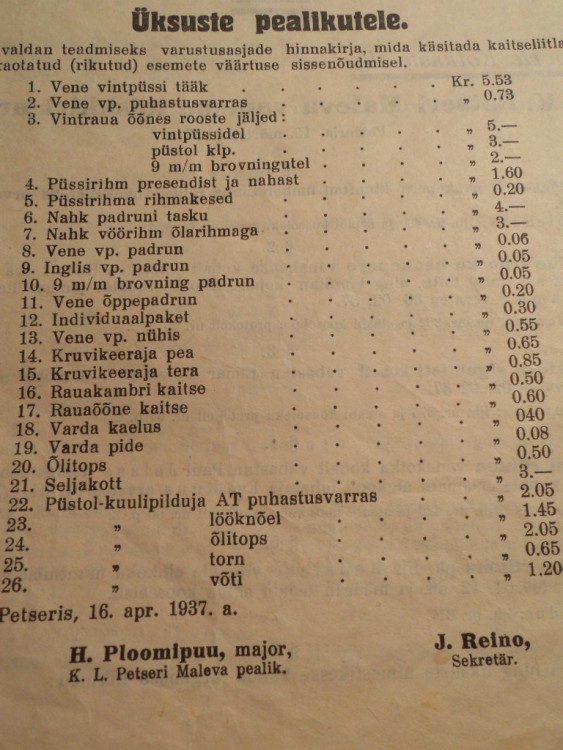 Üksuste pealikutele.
valdan teadmiseks varustusasjade hinnakirja, mida käsitada kaitseliitla
kaotatud (rikutud) esemete väärtuse sissenõudmisel.
1. Vene vintpüssi tääk . . . . . Kr. 5.53
2. Vene vp. puhastusvarras . . . . „ 0.73
3. Vintraua õõnes rooste jäljed:
vintpüssidel . . . . „ 5.—
püstol klp. . . . . „ 3.—
9 m/m brovningutel . . . . „ 2.—
4. Püssirihm presendist ja nahast . . . . „ 1.60
5. Püssirihma rihmakesed . . . . . „ 0.20
6. Nahk padruni tasku . . . . . „ 4.—
7. Nahk vöörihm õlarihmaga . . . . . „ 3.—
8. Vene vp. padrun . . . . . „ 0.06
9. Inglis vp. padrun . . . . . „ 0.05
10. 9 m/m brovning padrun . . . . . „ 0.05
11. Vene õppepadrun . . . . . „ 0.20
12. Individuaalpaket . . . . . „ 0.30
13. Vene vp. nühis . . . . . „ 0.55
14. Kruvikeeraja pea . . . . . „ 0.65
15. Kruvikeeraja tera . . . . . „ 0.85
16. Rauakambri kaitse . . . . . „ 0.50
17. Rauaõõne kaitse . . . . . „ 0.60
18. Varda kaelus . . . . . „ 040
19. Varda pide . . . . . „ 0.08
20. Õlitops . . . . . „ 0.50
21. Seljakott . . . . . „ 3.—
22. Püstol-kuulipilduja AT puhastusvarras . . . „ 2.05
23. „ lööknõel . . . . „ 1.45
24. „ õlitops . . . . „ 2.05
25. „ torn . . . . „ 0.65
26. „ võti . . . . „ 1.20
Petseris, 16. apr. 1937. a.
H. Ploomipuu, major,
K. L. Petseri Maleva pealik.
J. Reino,
Sekretär.